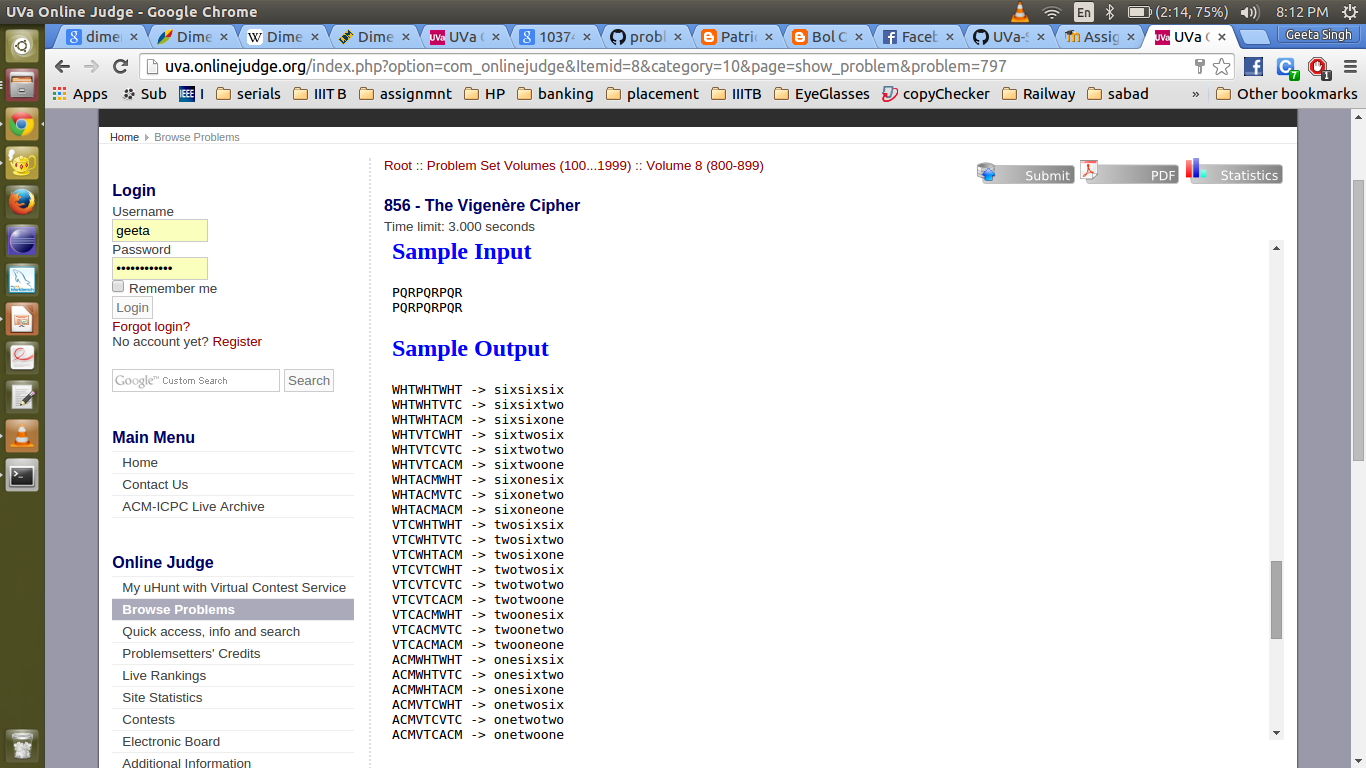 UVa Online Judge - Google Chrome
En
(2:14, 75%)
8:12 PM
dimer
Dime
Dime
Dime
UVa
1037
probl
Patric
Bol C
Faceb
UVa-S
Assig
UVa
Geeta Singh
uva.onlinejudge.org/index.php?option=com_onlinejudge&Itemid=8&category=10&page=show_problem&problem=797
7
1
Apps
Sub
IEEE I
serials
IIIT B
assignmnt
HP
banking
placement
IIITB
EyeGlasses
copyChecker
Railway
sabad
»
Other bookmarks
Home
Browse Problems
Login
Username
geeta
Password
Remember me
Login
Forgot login?
No account yet? Register
Google™ Custom Search
Search
Main Menu
Home
Contact Us
ACM-ICPC Live Archive
Online Judge
My uHunt with Virtual Contest Service
Browse Problems
Quick access, info and search
Problemsetters' Credits
Live Rankings
Site Statistics
Contests
Electronic Board
Additional Information
Root :: Problem Set Volumes (100...1999) :: Volume 8 (800-899)
Submit
PDF
Statistics
856 - The Vigenère Cipher
Time limit: 3.000 seconds
Sample Input
PQRPQRPQR
PQRPQRPQR
Sample Output
WHTWHTWHT -> sixsixsix
WHTWHTVTC -> sixsixtwo
WHTWHTACM -> sixsixone
WHTVTCWHT -> sixtwosix
WHTVTCVTC -> sixtwotwo
WHTVTCACM -> sixtwoone
WHTACMWHT -> sixonesix
WHTACMVTC -> sixonetwo
WHTACMACM -> sixoneone
VTCWHTWHT -> twosixsix
VTCWHTVTC -> twosixtwo
VTCWHTACM -> twosixone
VTCVTCWHT -> twotwosix
VTCVTCVTC -> twotwotwo
VTCVTCACM -> twotwoone
VTCACMWHT -> twoonesix
VTCACMVTC -> twoonetwo
VTCACMACM -> twooneone
ACMWHTWHT -> onesixsix
ACMWHTVTC -> onesixtwo
ACMWHTACM -> onesixone
ACMVTCWHT -> onetwosix
ACMVTCVTC -> onetwotwo
ACMVTCACM -> onetwoone